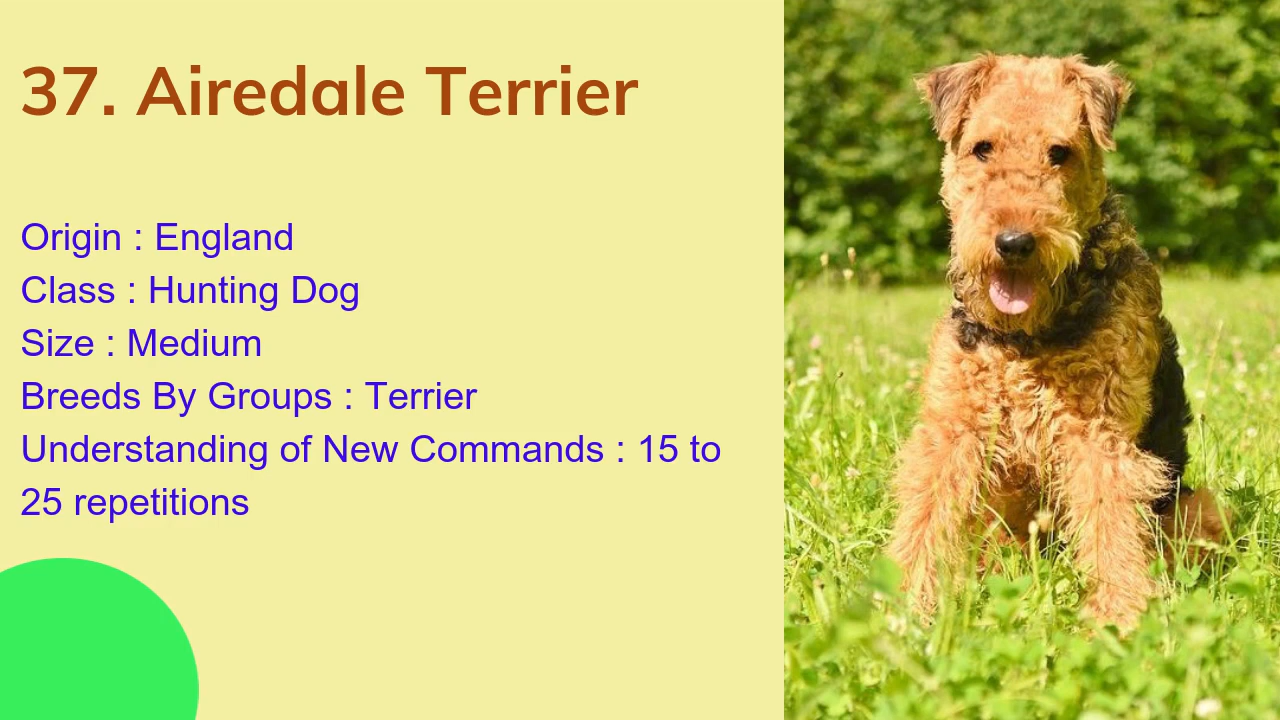 37. Airedale Terrier
Origin : England
Class : Hunting Dog
Size : Medium
Breeds By Groups : Terrier
Understanding of New Commands : 15 to
25 repetitions